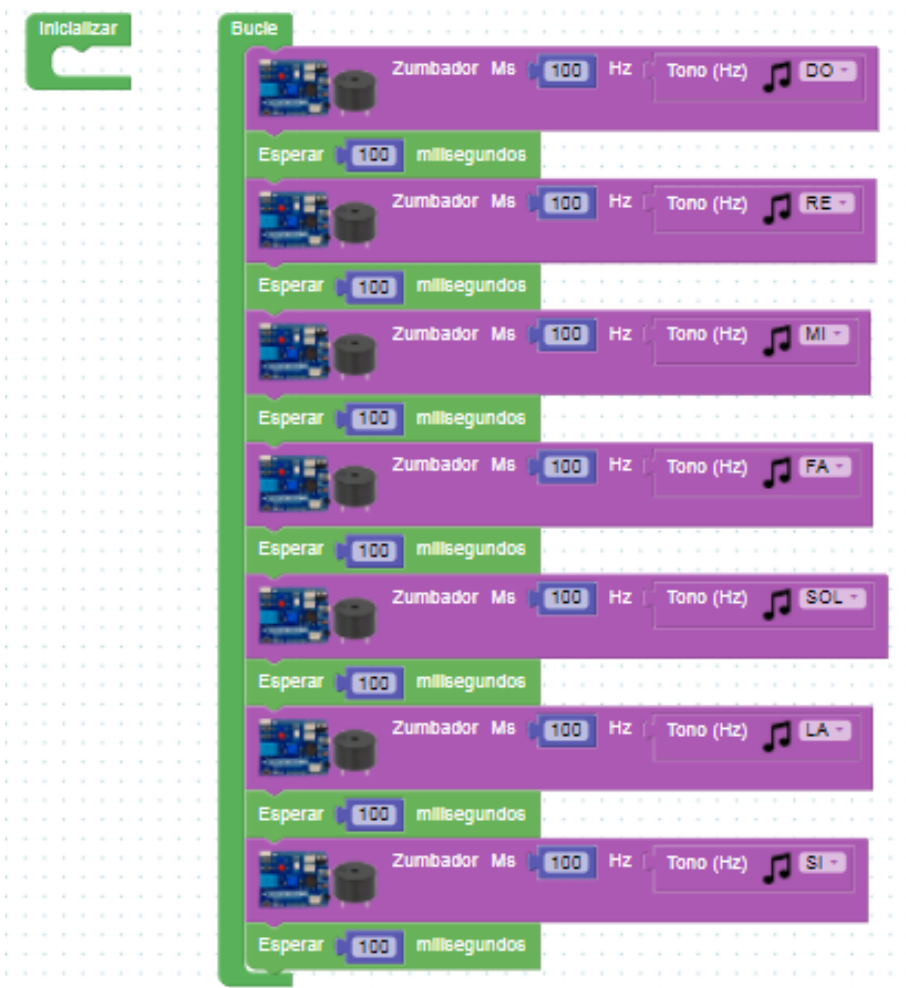 Inicializar
Bucle
Zumbador Ms 100 Hz Tono (Hz) DO
Esperar 100 milisegundos
Zumbador Ms 100 Hz Tono (Hz) RE
Esperar 100 milisegundos
Zumbador Ms 100 Hz Tono (Hz) MI
Esperar 100 milisegundos
Zumbador Ms 100 Hz Tono (Hz) FA
Esperar 100 milisegundos
Zumbador Ms 100 Hz Tono (Hz) SOL
Esperar 100 milisegundos
Zumbador Ms 100 Hz Tono (Hz) LA
Esperar 100 milisegundos
Zumbador Ms 100 Hz Tono (Hz) SI
Esperar 100 milisegundos